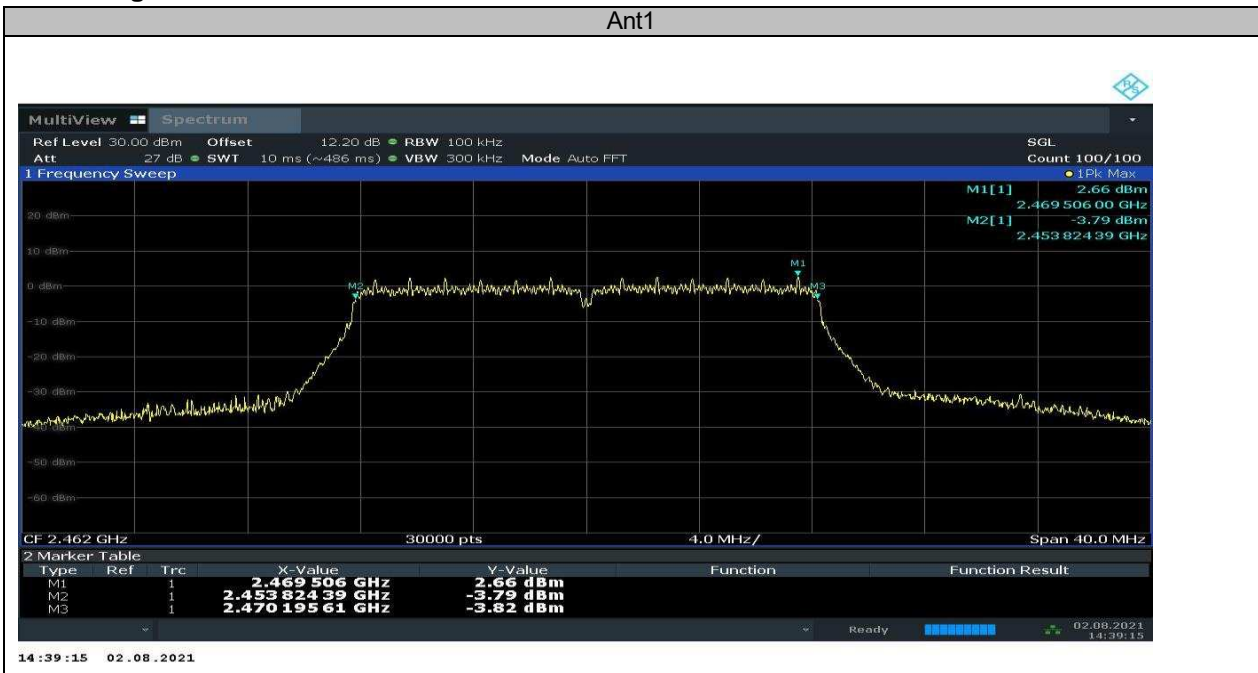 Ant1
R&S
MultiView Spectrum
Ref Level 30.00 dBm Offset 12.20 dB RBW 100 kHz SGL
Att 27 dB SWT 10 ms (~486 ms) VBW 300 kHz Mode Auto FFT Count 100/100
1 Frequency Sweep 1Pk Max
M1[1] 2.66 dBm
2.469 506 00 GHz
20 dBm
M2[1] -3.79 dBm
2.453 824 39 GHz
10 dBm
M1
0 dBm
M2 M3
-10 dBm
-20 dBm
-30 dBm
-40 dBm
-50 dBm
-60 dBm
CF 2.462 GHz 30000 pts 4.0 MHz/ Span 40.0 MHz
2 Marker Table
Type Ref Trc X-Value Y-Value Function Function Result
M1 1 2.469 506 GHz 2.66 dBm
M2 1 2.453 824 39 GHz -3.79 dBm
M3 1 2.470 195 61 GHz -3.82 dBm
Ready 02.08.2021
14:39:15
14:39:15 02.08.2021